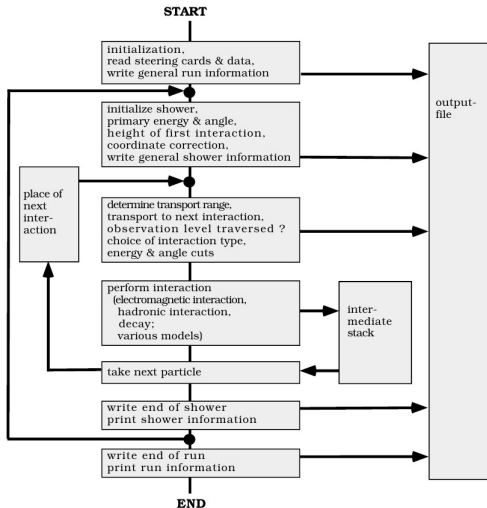 START
initialization,
read steering cards & data,
write general run information
output-
file
initialize shower,
primary energy & angle,
height of first interaction,
coordinate correction,
write general shower information
place of
next
inter-
action
determine transport range,
transport to next interaction,
observation level traversed ?
choice of interaction type,
energy & angle cuts
perform interaction
(electromagnetic interaction,
hadronic interaction,
decay;
various models)
inter-
mediate
stack
take next particle
write end of shower
print shower information
write end of run
print run information
END